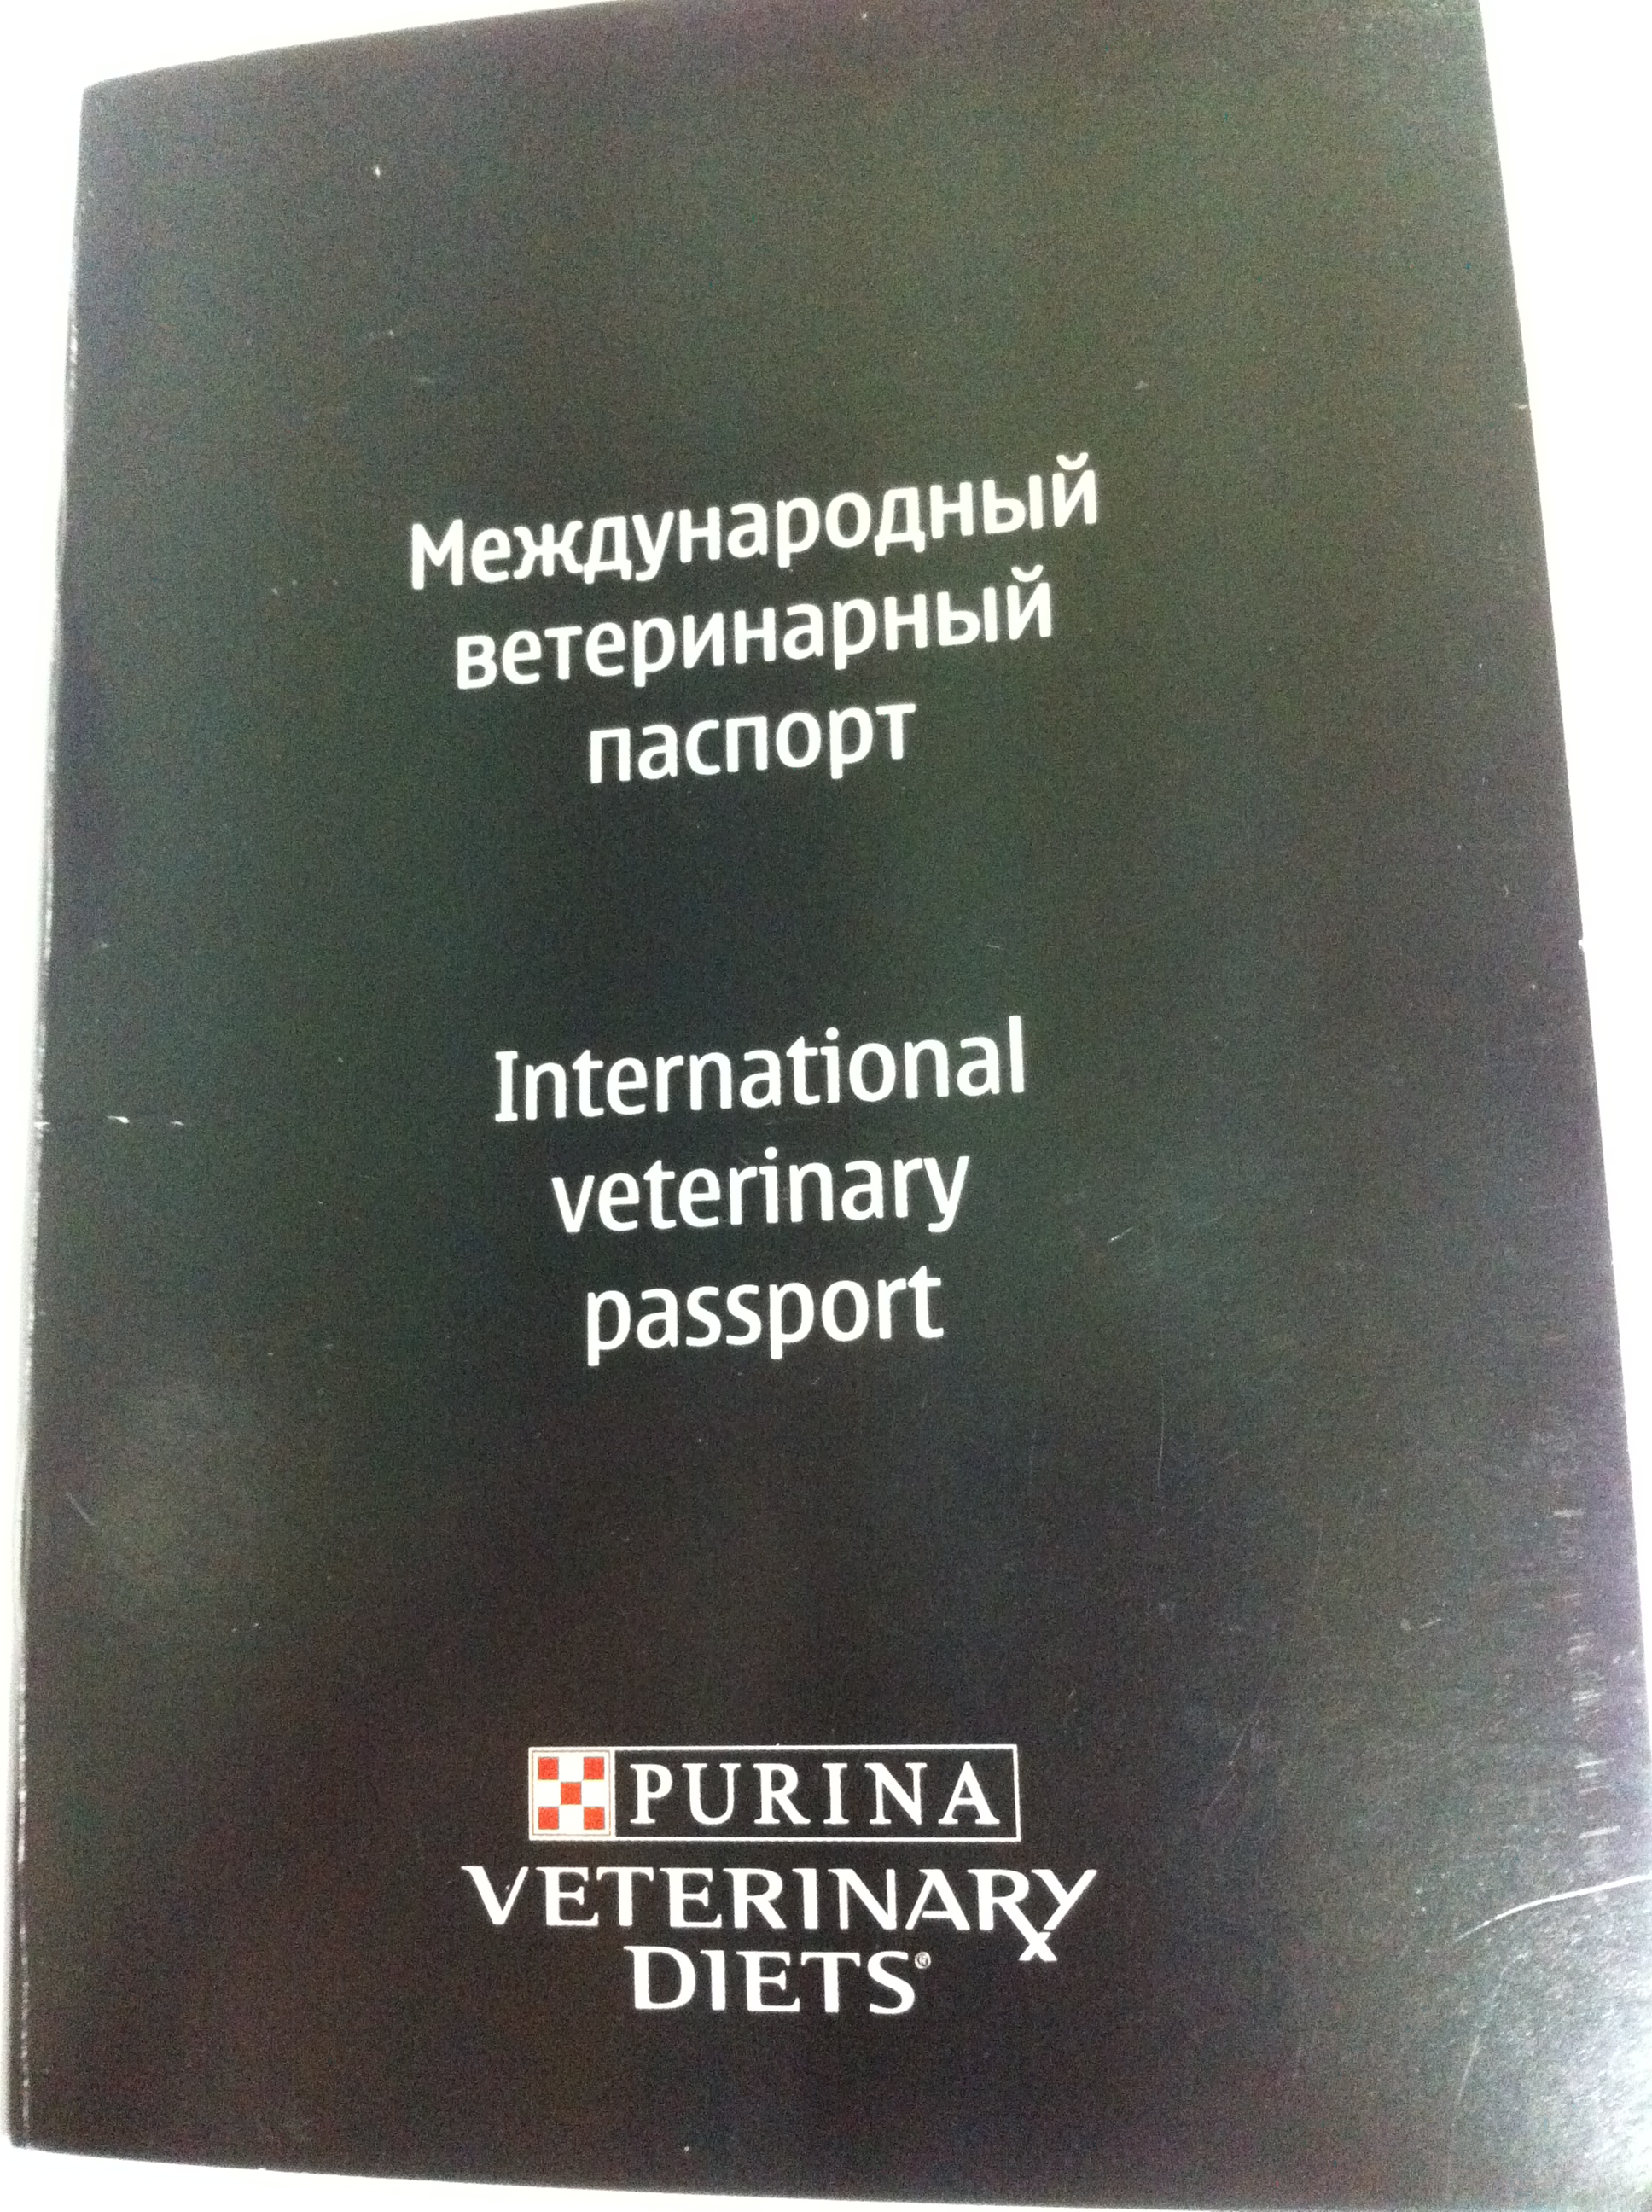 Международный
ветеринарный
паспорт
International
veterinary
passport
PURINA
VETERINARY
DIETS®